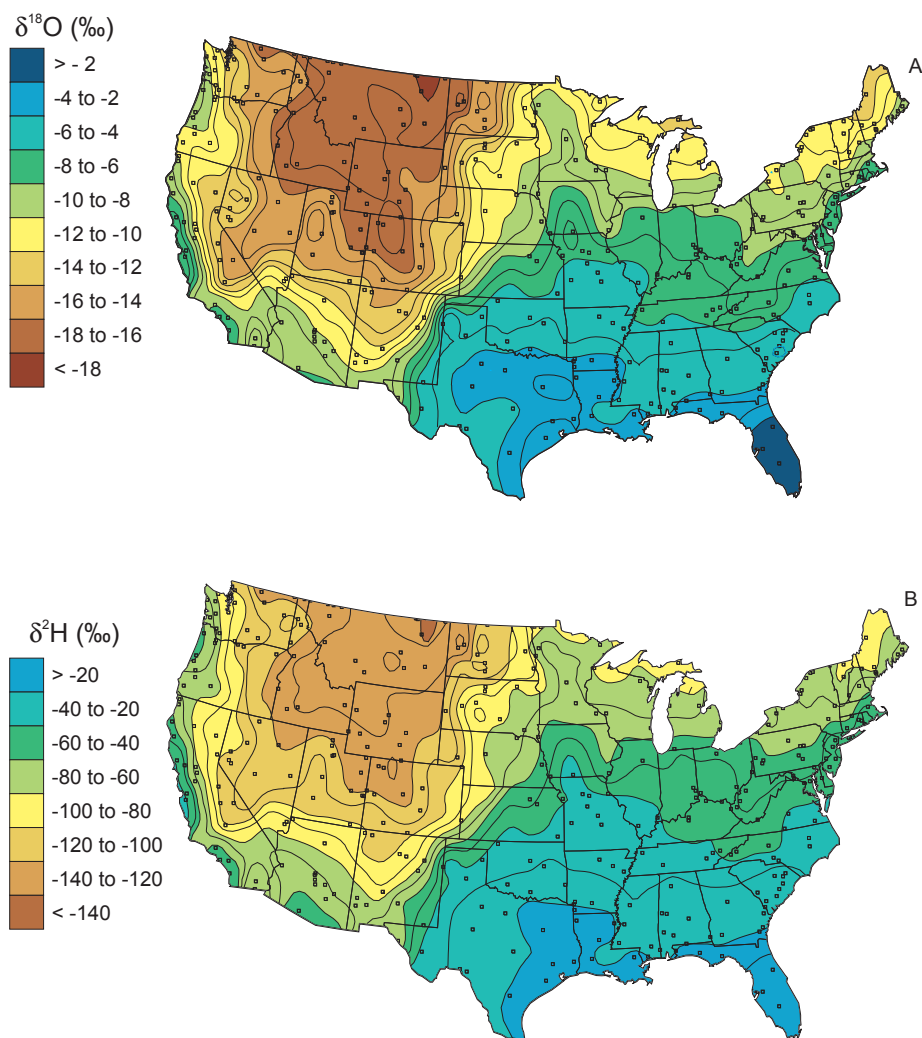 δ¹⁸O (‰)
A
> - 2
-4 to -2
-6 to -4
-8 to -6
-10 to -8
-12 to -10
-14 to -12
-16 to -14
-18 to -16
< -18
B
δ²H (‰)
> -20
-40 to -20
-60 to -40
-80 to -60
-100 to -80
-120 to -100
-140 to -120
< -140